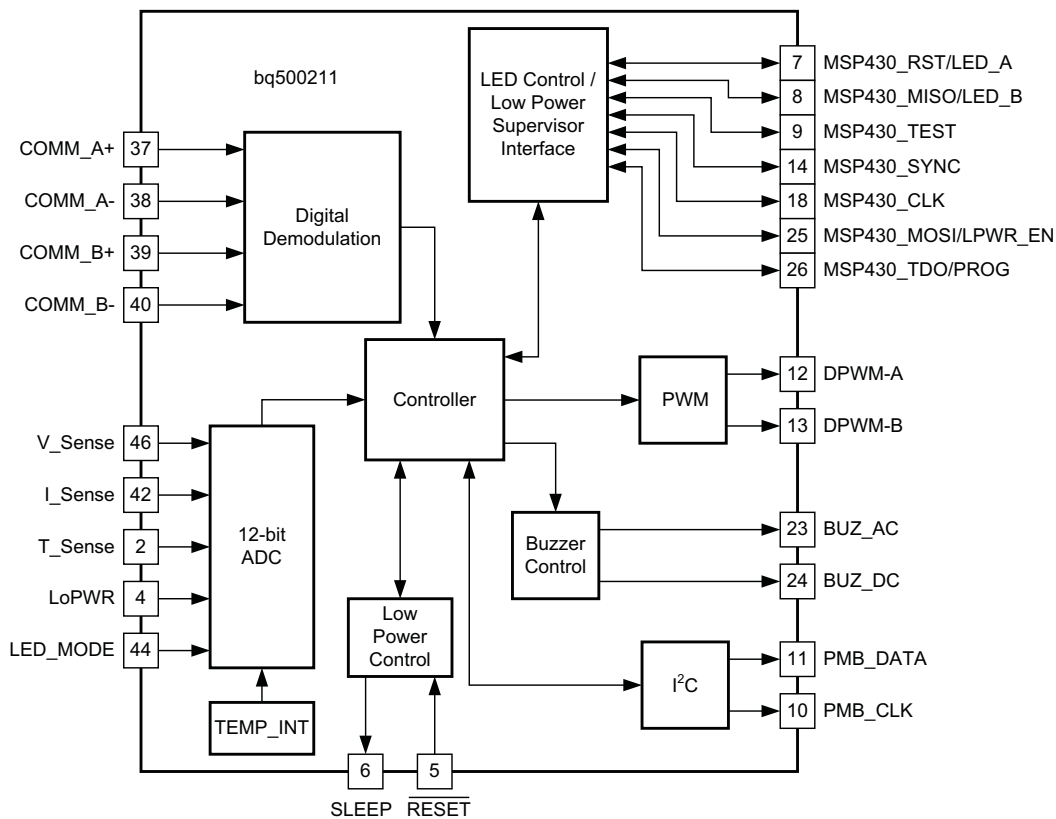 bq500211
LED Control /
Low Power
Supervisor
Interface
7 MSP430_RST/LED_A
8 MSP430_MISO/LED_B
9 MSP430_TEST
14 MSP430_SYNC
18 MSP430_CLK
25 MSP430_MOSI/LPWR_EN
26 MSP430_TDO/PROG
COMM_A+ 37
COMM_A- 38
COMM_B+ 39
COMM_B- 40
Digital
Demodulation
Controller
PWM
12 DPWM-A
13 DPWM-B
V_Sense 46
I_Sense 42
T_Sense 2
LoPWR 4
LED_MODE 44
12-bit
ADC
Buzzer
Control
23 BUZ_AC
24 BUZ_DC
Low
Power
Control
I²C
11 PMB_DATA
10 PMB_CLK
TEMP_INT
6
5
SLEEP
RESET